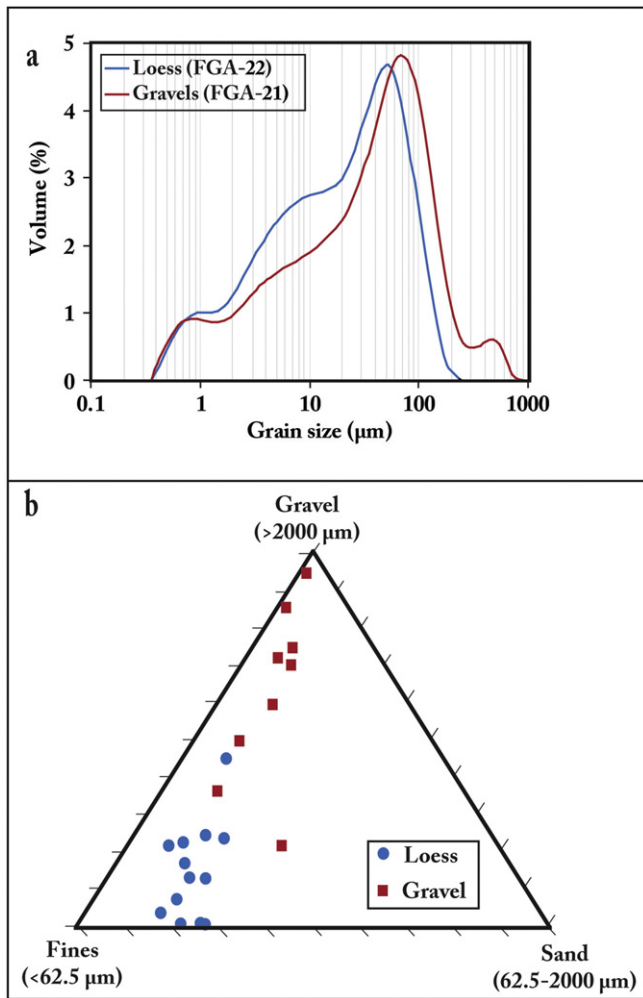 a
5
4
3
2
1
0
Volume (%)
Loess (FGA-22)
Gravels (FGA-21)
0.1 1 10 100 1000
Grain size (µm)
b
Gravel
(>2000 µm)
Loess
Gravel
Fines
(<62.5 µm)
Sand
(62.5-2000 µm)